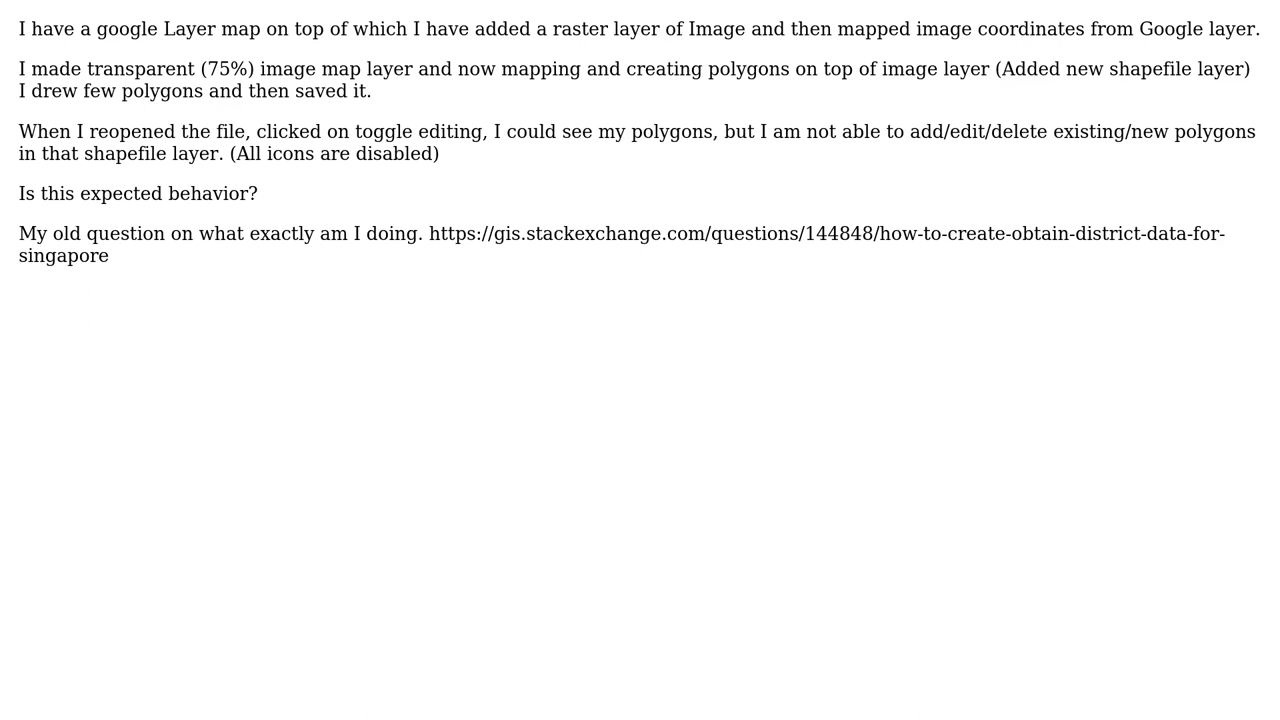 I have a google Layer map on top of which I have added a raster layer of Image and then mapped image coordinates from Google layer.
I made transparent (75%) image map layer and now mapping and creating polygons on top of image layer (Added new shapefile layer)
I drew few polygons and then saved it.
When I reopened the file, clicked on toggle editing, I could see my polygons, but I am not able to add/edit/delete existing/new polygons
in that shapefile layer. (All icons are disabled)
Is this expected behavior?
My old question on what exactly am I doing. https://gis.stackexchange.com/questions/144848/how-to-create-obtain-district-data-for-
singapore